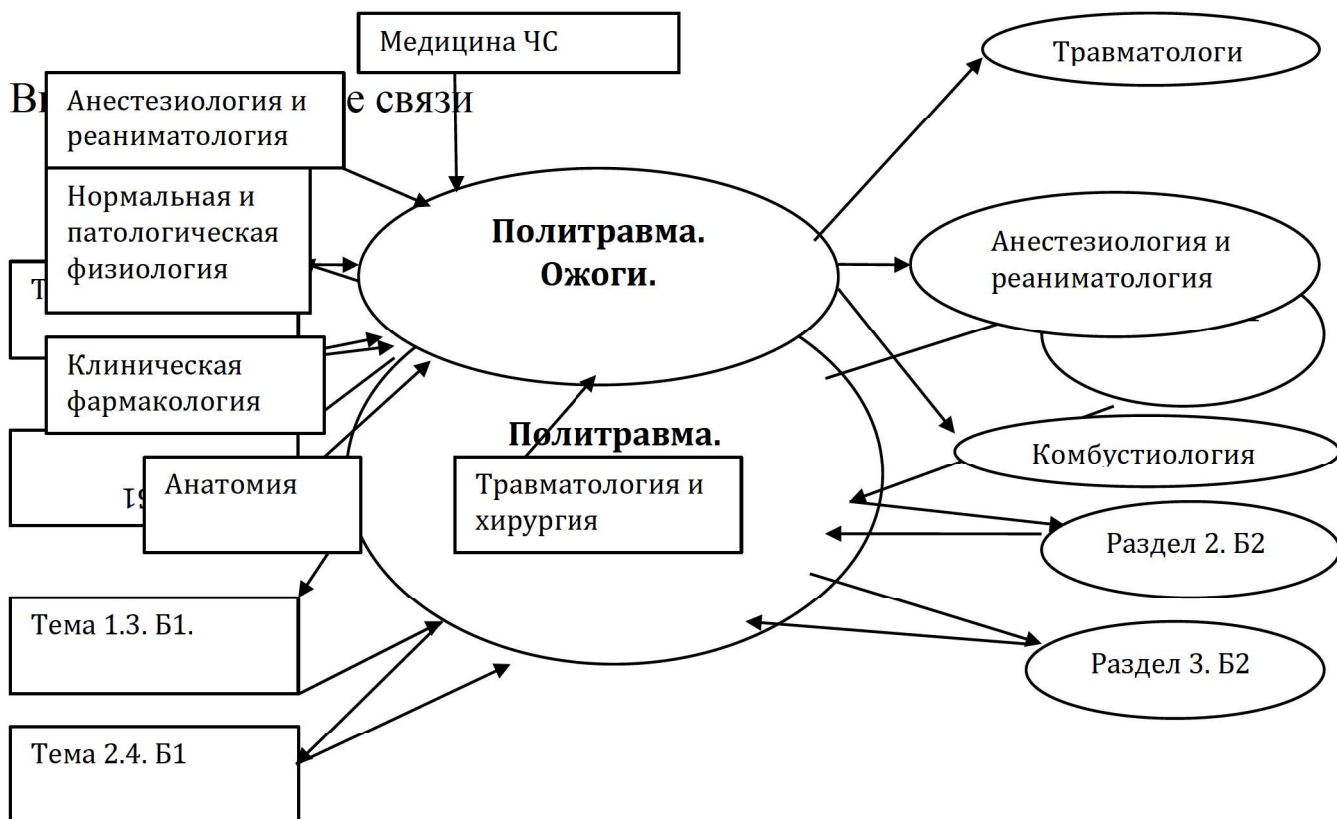 Медицина ЧС
Травматологи
е связи
Анестезиология и
реаниматология
Нормальная и
патологическая
физиология
Политравма.
Ожоги.
Анестезиология и
реаниматология
Клиническая
фармакология
Политравма.
Комбустиология
Анатомия
Травматология и
хирургия
Раздел 2. Б2
Тема 1.3. Б1.
Раздел 3. Б2
Тема 2.4. Б1